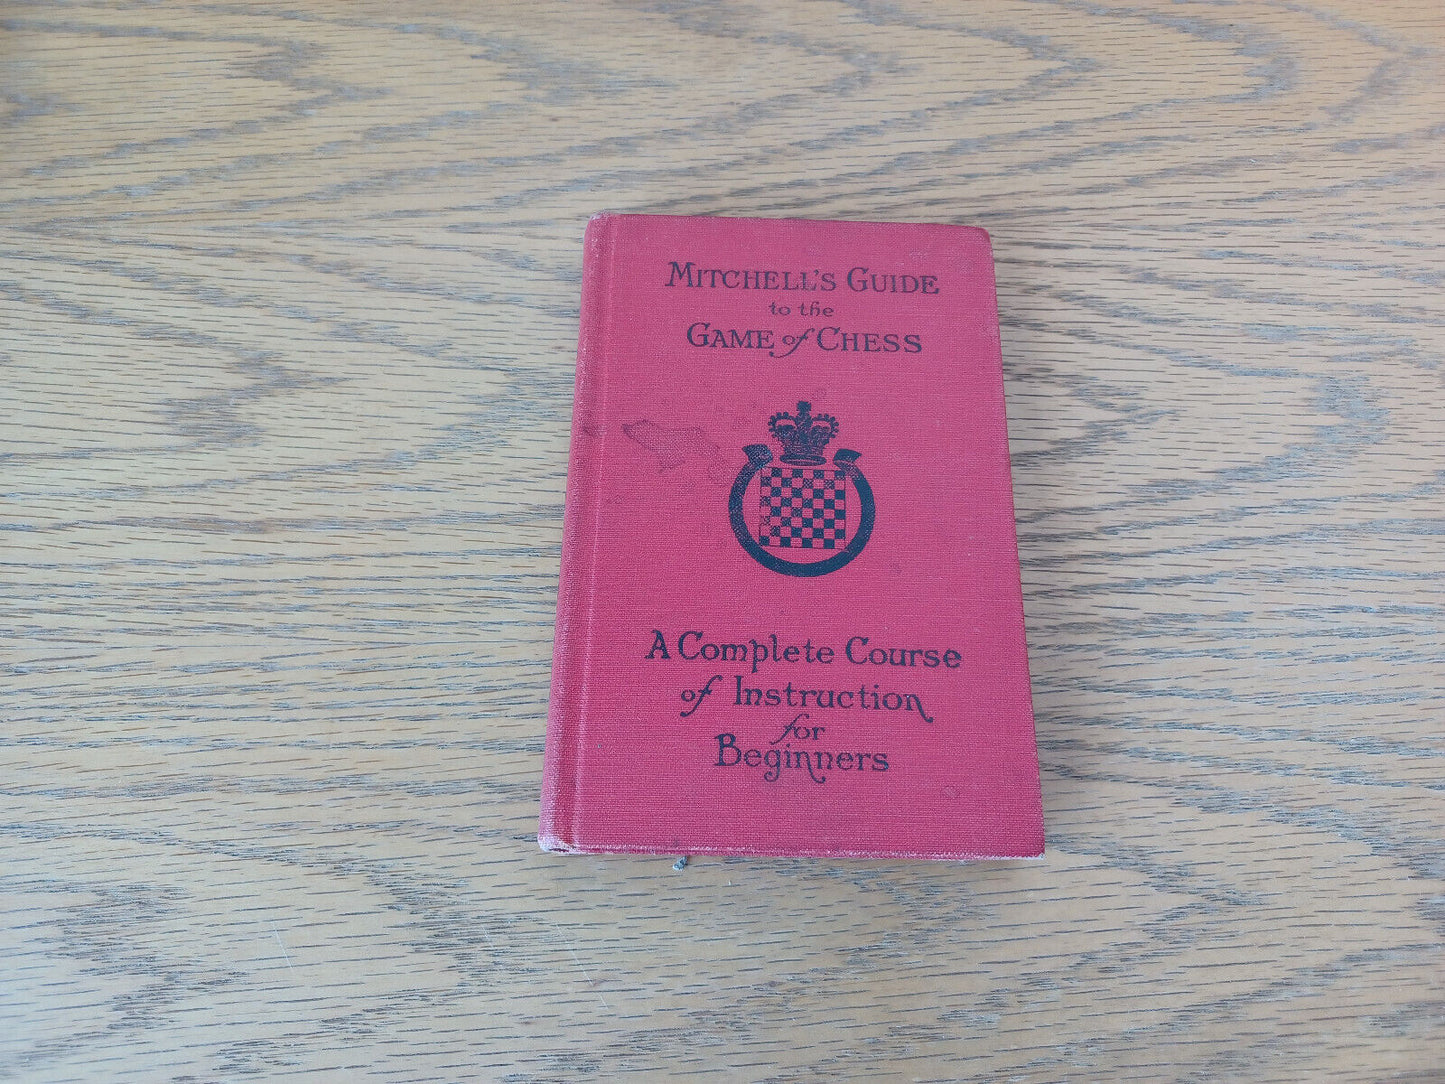 MITCHELL'S GUIDE
to the
GAME of CHESS
A Complete Course
of Instruction
for
Beginners